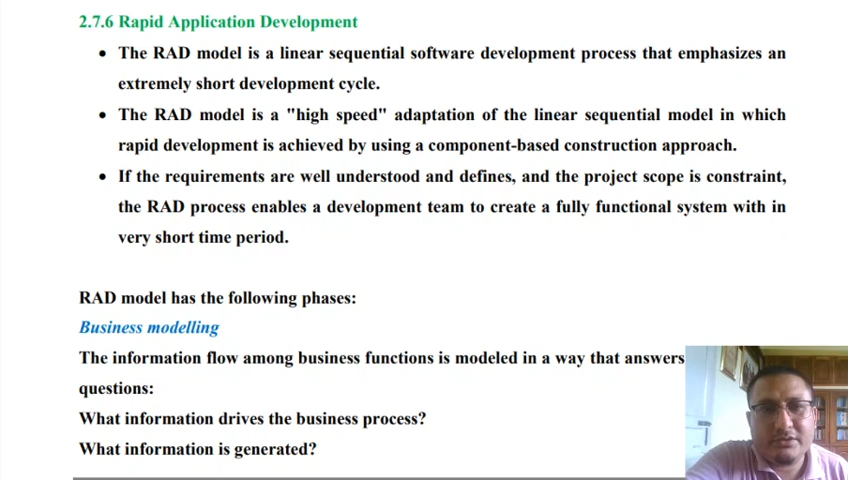 2.7.6 Rapid Application Development
• The RAD model is a linear sequential software development process that emphasizes an
extremely short development cycle.
• The RAD model is a "high speed" adaptation of the linear sequential model in which
rapid development is achieved by using a component-based construction approach.
• If the requirements are well understood and defines, and the project scope is constraint,
the RAD process enables a development team to create a fully functional system with in
very short time period.
RAD model has the following phases:
Business modelling
The information flow among business functions is modeled in a way that answers
questions:
What information drives the business process?
What information is generated?